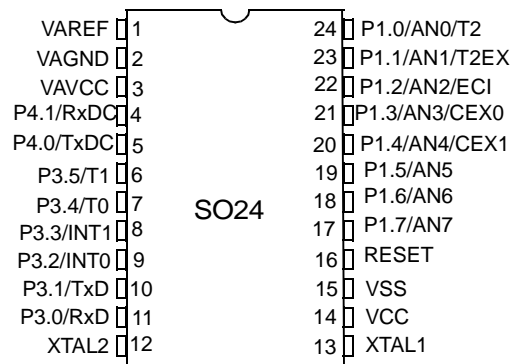 VAREF 1 24 P1.0/AN0/T2
VAGND 2 23 P1.1/AN1/T2EX
VAVCC 3 22 P1.2/AN2/ECI
P4.1/RxDC 4 21 P1.3/AN3/CEX0
P4.0/TxDC 5 20 P1.4/AN4/CEX1
P3.5/T1 6 19 P1.5/AN5
P3.4/T0 7 SO24 18 P1.6/AN6
P3.3/INT1 8 17 P1.7/AN7
P3.2/INT0 9 16 RESET
P3.1/TxD 10 15 VSS
P3.0/RxD 11 14 VCC
XTAL2 12 13 XTAL1